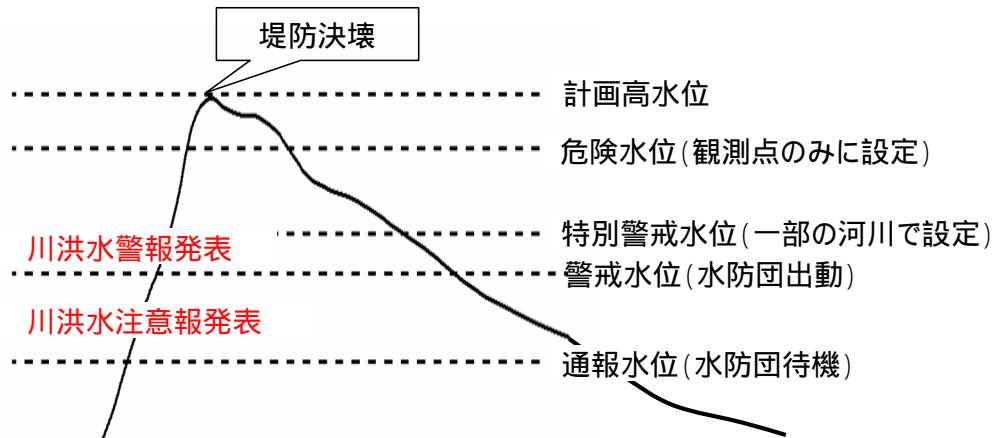 堤防決壊
計画高水位
危険水位(観測点のみに設定)
特別警戒水位(一部の河川で設定)
川洪水警報発表
警戒水位(水防団出動)
川洪水注意報発表
通報水位(水防団待機)